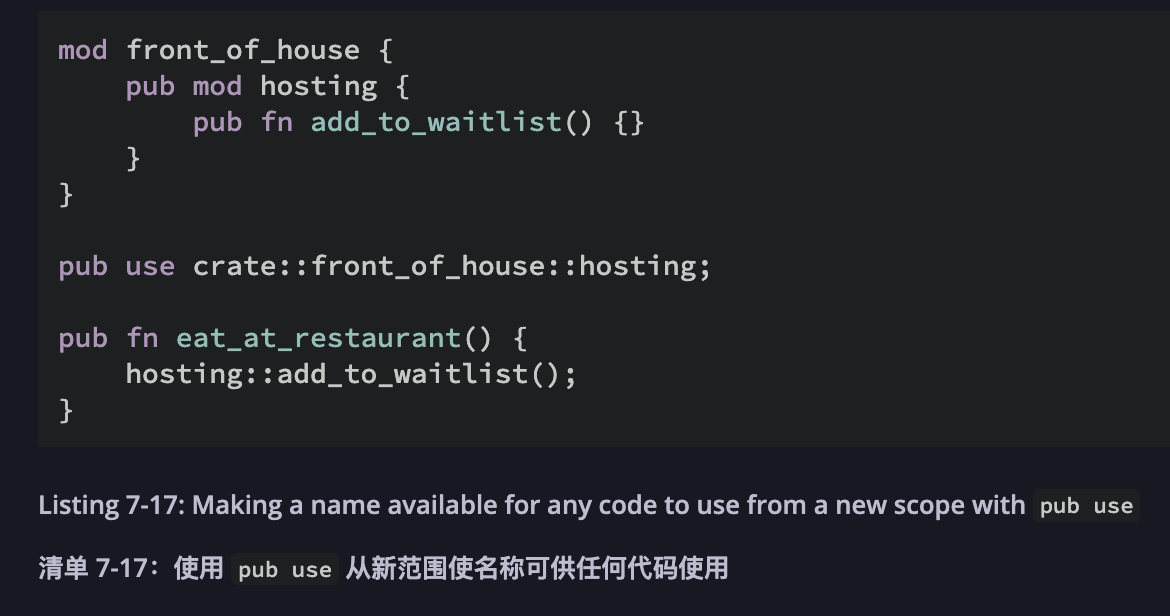 mod front_of_house {
    pub mod hosting {
        pub fn add_to_waitlist() {}
    }
}

pub use crate::front_of_house::hosting;

pub fn eat_at_restaurant() {
    hosting::add_to_waitlist();
}

Listing 7-17: Making a name available for any code to use from a new scope with pub use
清单 7-17：使用 pub use 从新范围使名称可供任何代码使用